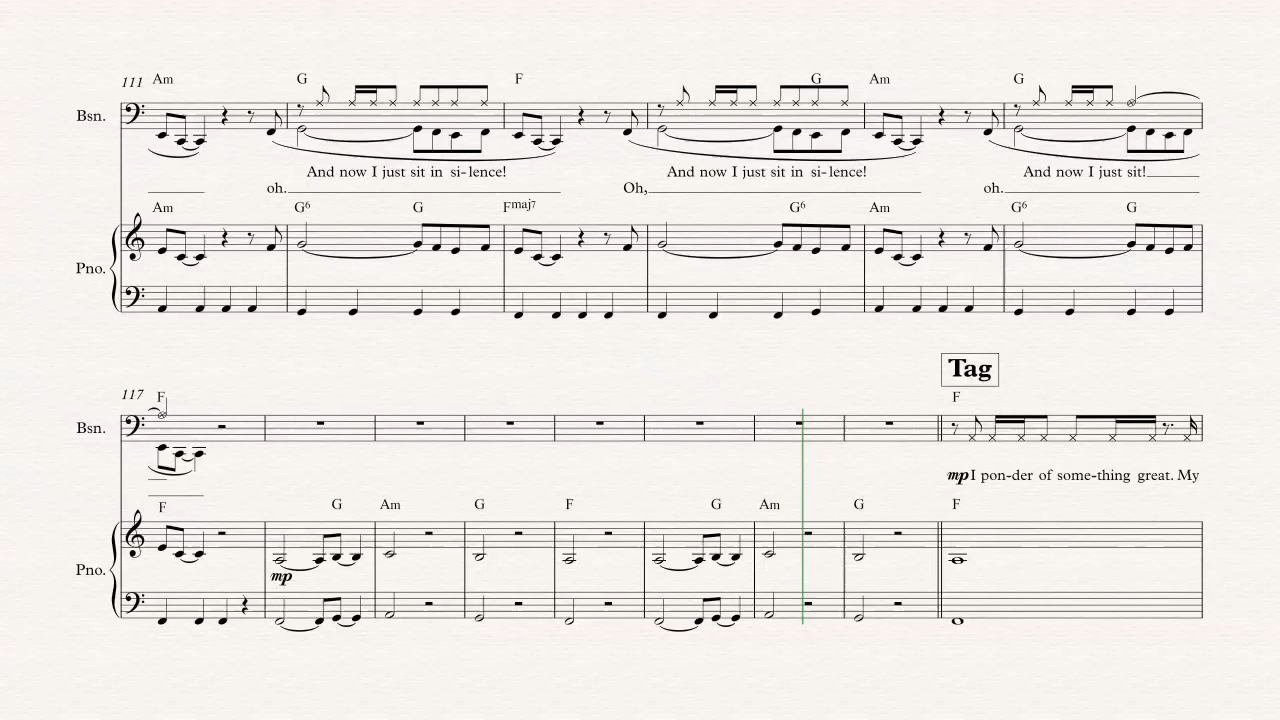 111 Am G F G Am G
Bsn.
And now I just sit in si-lence! And now I just sit in si-lence! And now I just sit!
oh. Oh, oh.
Am G6 G Fmaj7 G6 Am G6 G
Pno.
Tag
117 F F
Bsn.
mp I pon-der of some-thing great. My
F G Am G F G Am G F
Pno.
mp